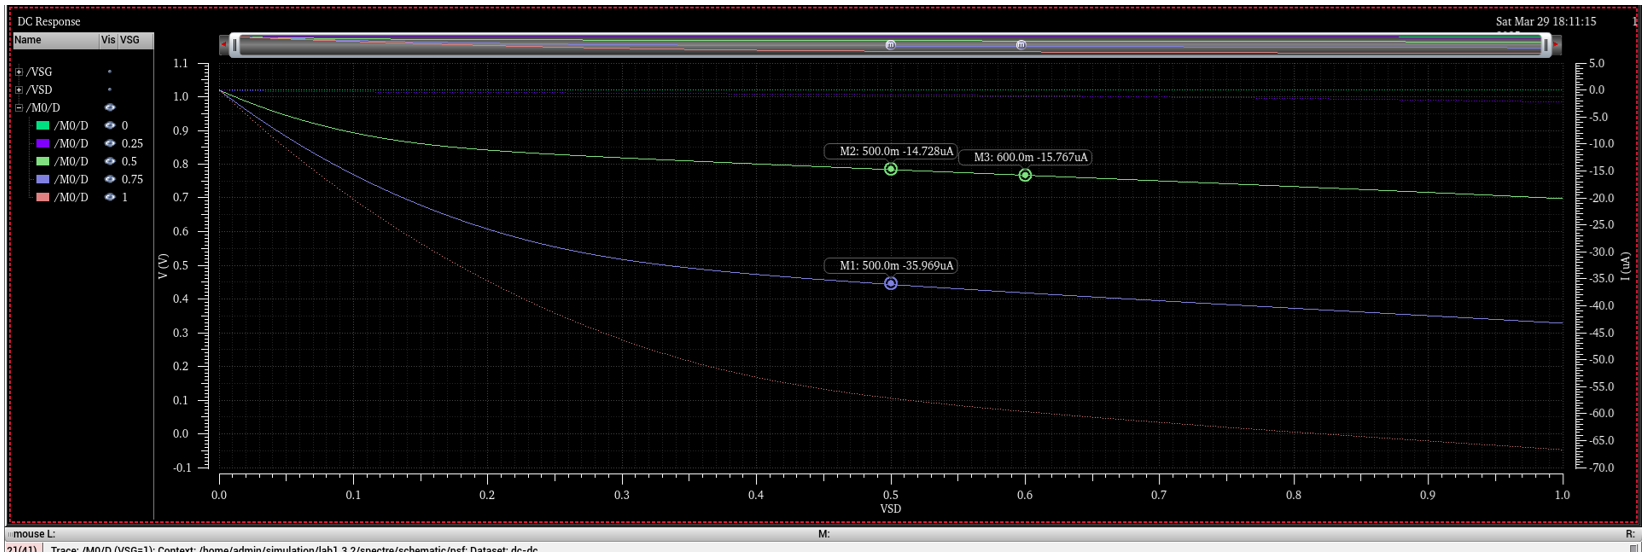 DC Response
Sat Mar 29 18:11:15 1
Name Vis VSG
/VSG
/VSD
/M0/D
/M0/D 0
/M0/D 0.25
/M0/D 0.5
/M0/D 0.75
/M0/D 1
V (V)
1.1
1.0
0.9
0.8
0.7
0.6
0.5
0.4
0.3
0.2
0.1
0.0
-0.1
M2: 500.0m -14.728uA
M3: 600.0m -15.767uA
M1: 500.0m -35.969uA
I (uA)
5.0
0.0
-5.0
-10.0
-15.0
-20.0
-25.0
-30.0
-35.0
-40.0
-45.0
-50.0
-55.0
-60.0
-65.0
-70.0
0.0 0.1 0.2 0.3 0.4 0.5 0.6 0.7 0.8 0.9 1.0
VSD
mouse L: M: R:
21(41) Trace: /M0/D (VSG=1); Context: /home/admin/simulation/lab1_3_2/spectre/schematic/psf; Dataset: dc-dc